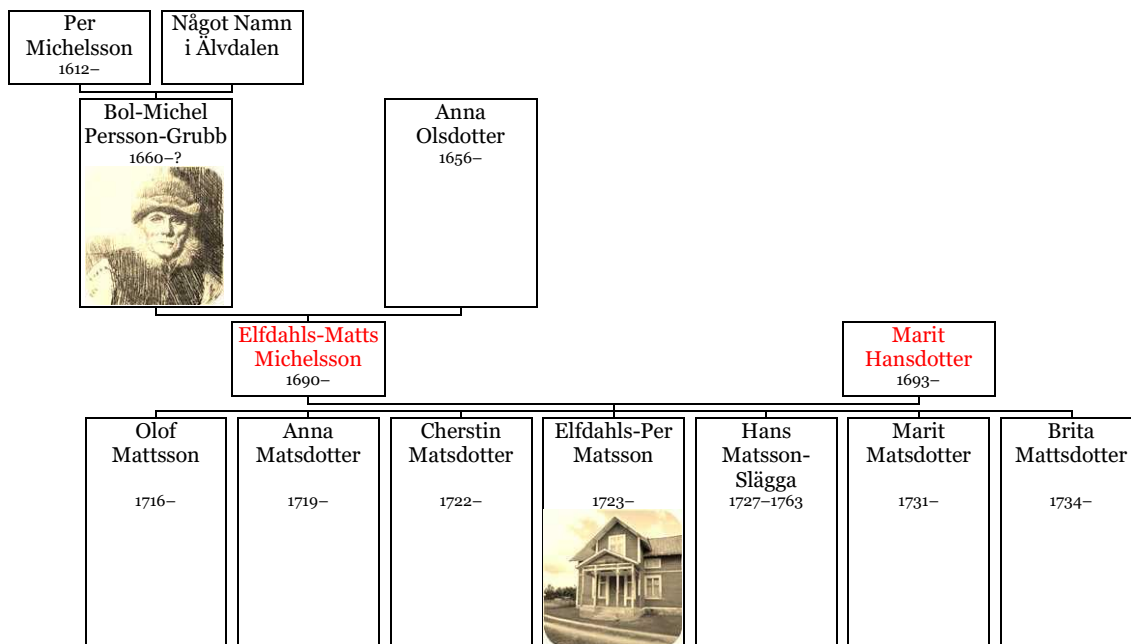 Per
Michelsson
1612–
Något Namn
i Älvdalen
Bol-Michel
Persson-Grubb
1660–?
Anna
Olsdotter
1656–
Elfdahls-Matts
Michelsson
1690–
Marit
Hansdotter
1693–
Olof
Mattsson
1716–
Anna
Matsdotter
1719–
Cherstin
Matsdotter
1722–
Elfdahls-Per
Matsson
1723–
Hans
Matsson-
Slägga
1727–1763
Marit
Matsdotter
1731–
Brita
Mattsdotter
1734–